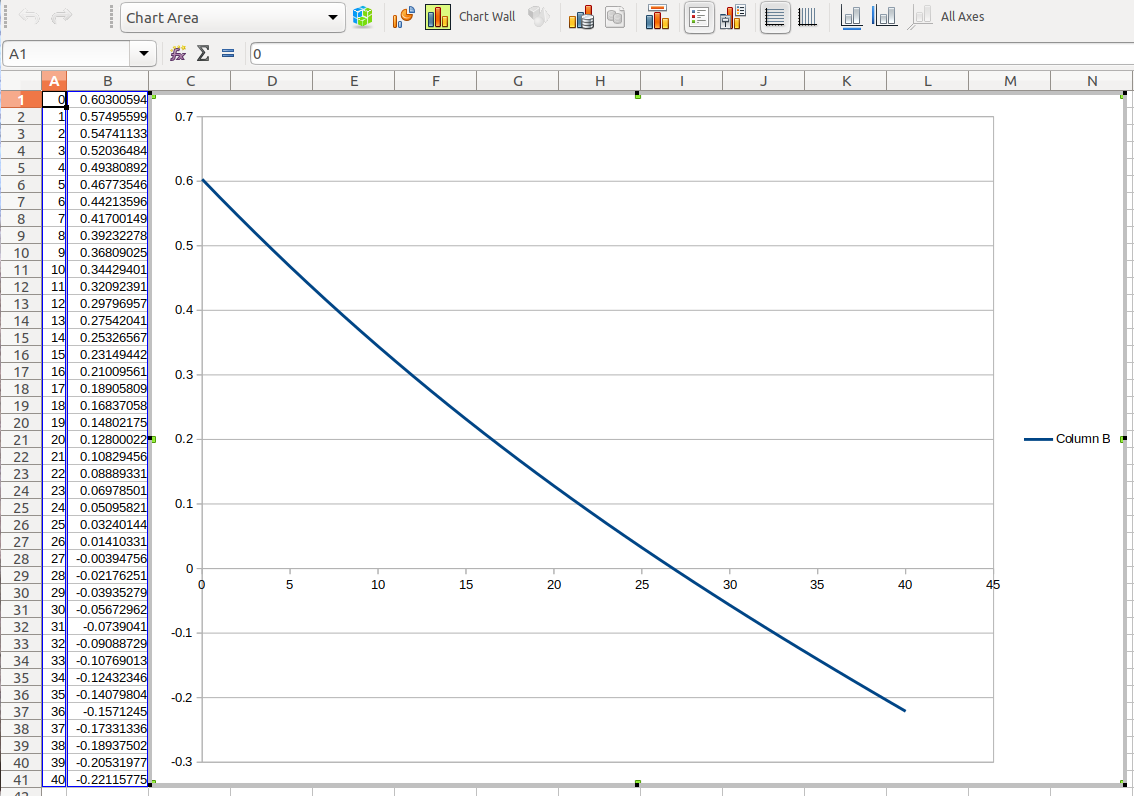 Chart Area Chart Wall All Axes
A1 0
A B C D E F G H I J K L M N
1 0 0.60300594
2 1 0.57495599
3 2 0.54741133
4 3 0.52036484
5 4 0.49380892
6 5 0.46773546
7 6 0.44213596
8 7 0.41700149
9 8 0.39232278
10 9 0.36809025
11 10 0.34429401
12 11 0.32092391
13 12 0.29796957
14 13 0.27542041
15 14 0.25326567
16 15 0.23149442
17 16 0.21009561
18 17 0.18905809
19 18 0.16837058
20 19 0.14802175
21 20 0.12800022
22 21 0.10829456
23 22 0.08889331
24 23 0.06978501
25 24 0.05095821
26 25 0.03240144
27 26 0.01410331
28 27 -0.00394756
29 28 -0.02176251
30 29 -0.03935279
31 30 -0.05672962
32 31 -0.0739041
33 32 -0.09088729
34 33 -0.10769013
35 34 -0.12432346
36 35 -0.14079804
37 36 -0.1571245
38 37 -0.17331336
39 38 -0.18937502
40 39 -0.20531977
41 40 -0.22115775
0.7
0.6
0.5
0.4
0.3
0.2
0.1
0
-0.1
-0.2
-0.3
0 5 10 15 20 25 30 35 40 45
Column B